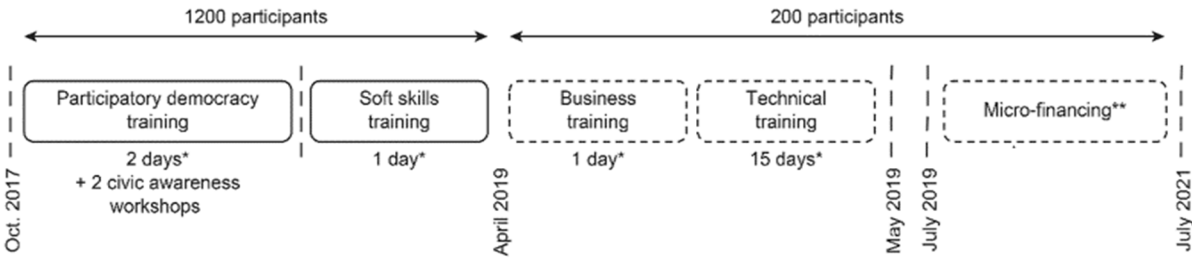 1200 participants
200 participants
Participatory democracy
training
Soft skills
training
Business
training
Technical
training
Micro-financing**
2 days*
+ 2 civic awareness
workshops
1 day*
1 day*
15 days*
Oct. 2017
April 2019
May 2019
July 2019
July 2021